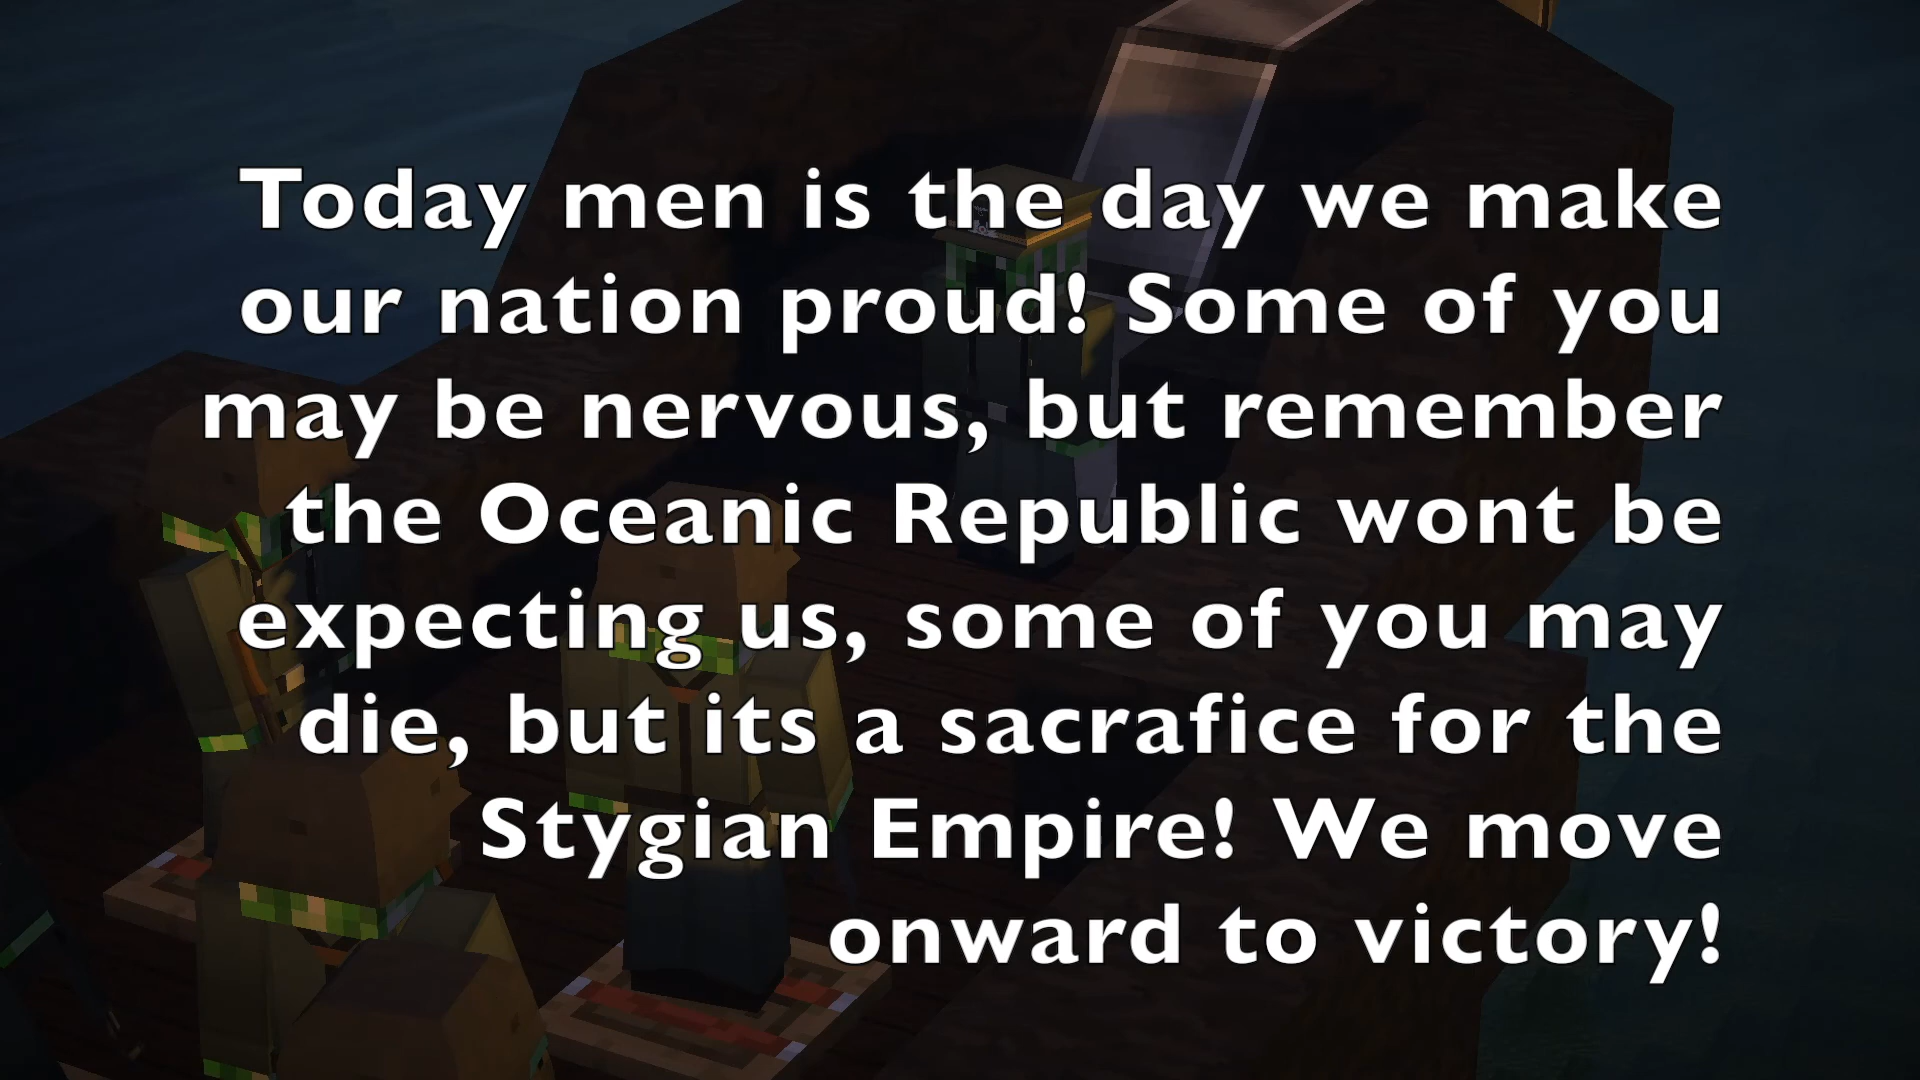 Today men is the day we make
our nation proud! Some of you
may be nervous, but remember
the Oceanic Republic wont be
expecting us, some of you may
die, but its a sacrafice for the
Stygian Empire! We move
onward to victory!